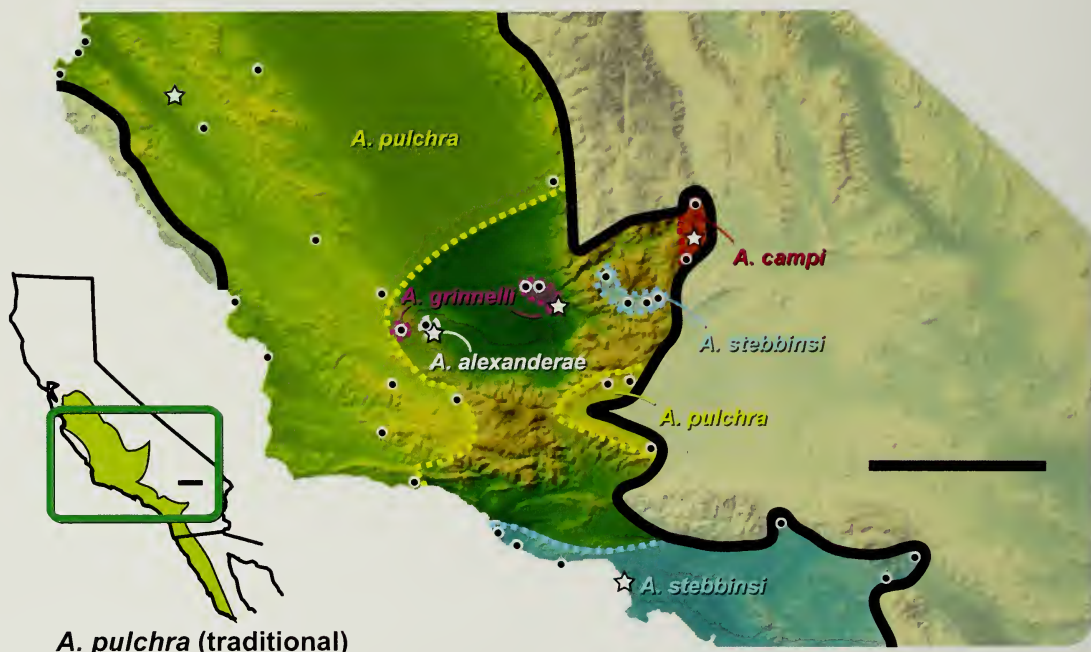 A. pulchra
A. campi
A. grinnelli
A. stebbinsi
A. alexanderae
A. pulchra
A. stebbinsi
A. pulchra (traditional)